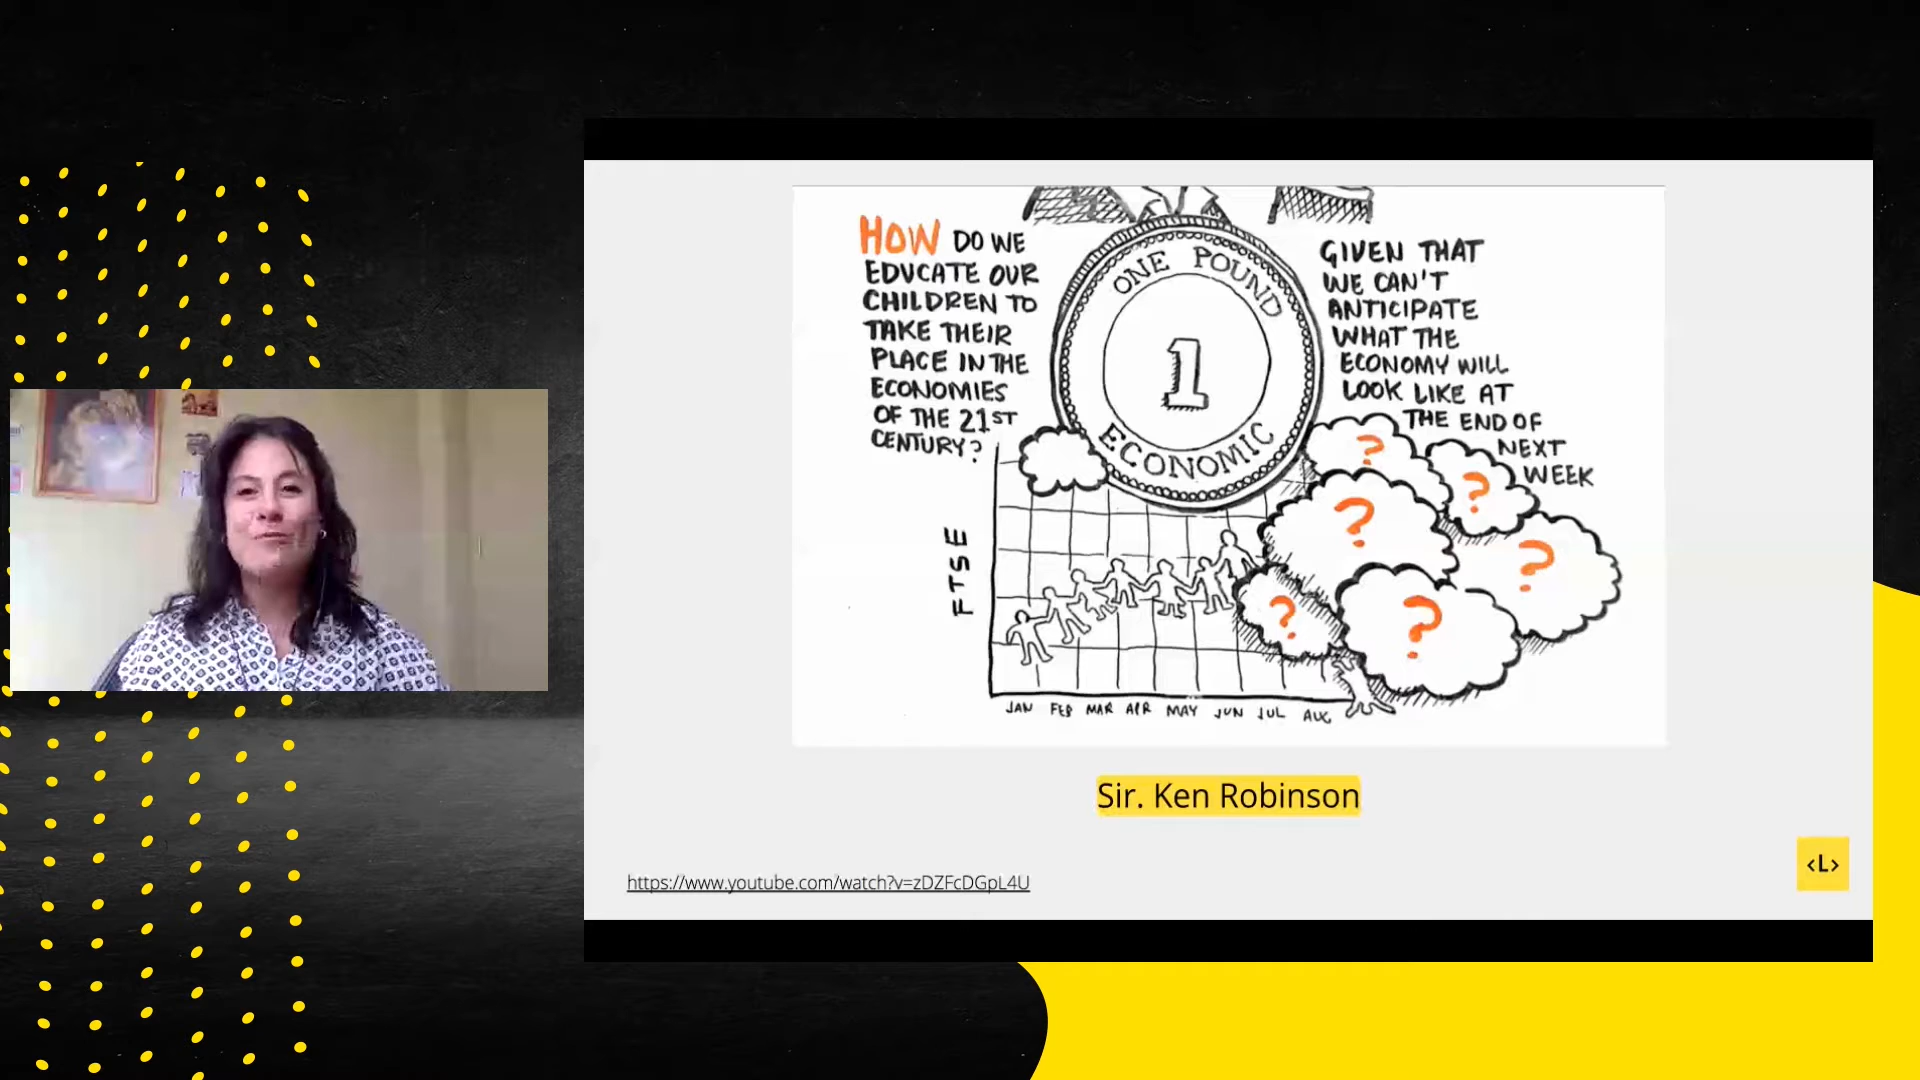 HOW DO WE
EDUCATE OUR
CHILDREN TO
TAKE THEIR
PLACE IN THE
ECONOMIES
OF THE 21ST
CENTURY?
ONE POUND
1
ECONOMIC
GIVEN THAT
WE CAN'T
ANTICIPATE
WHAT THE
ECONOMY WILL
LOOK LIKE AT
THE END OF
NEXT
WEEK
?
?
?
?
?
?
FTSE
JAN FEB MAR APR MAY JUN JUL AUG
Sir. Ken Robinson
https://www.youtube.com/watch?v=zDZFcDGpL4U
<L>